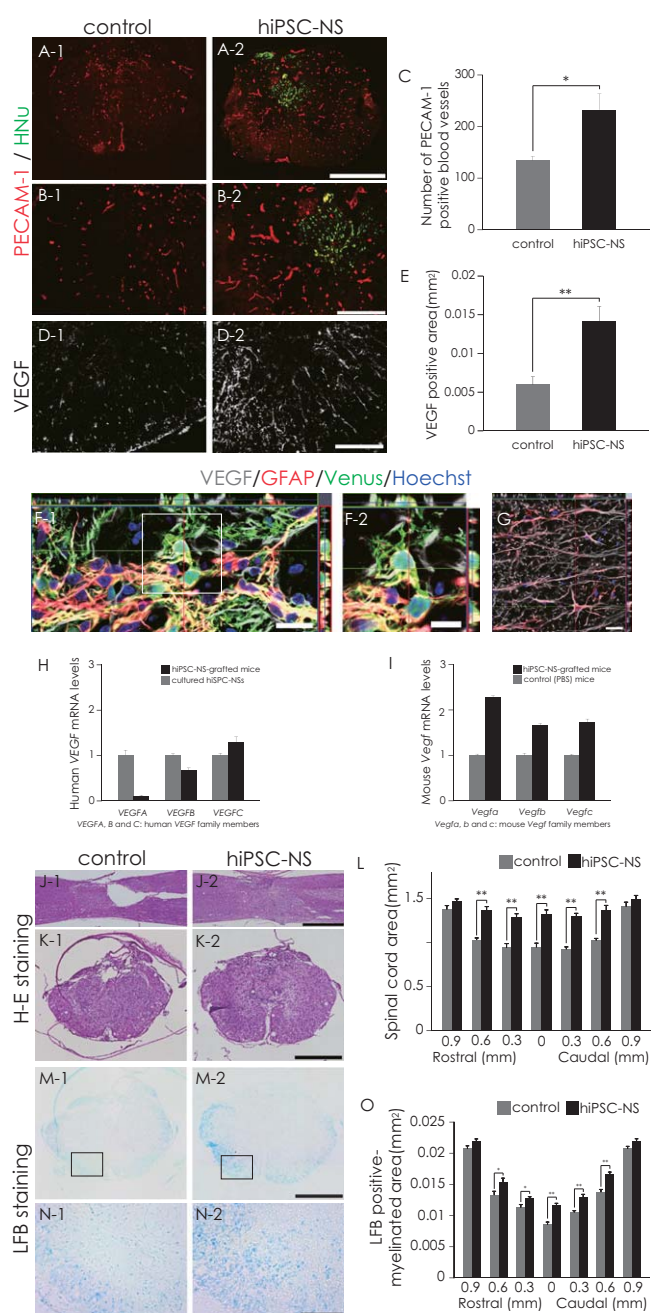 control
hiPSC-NS
PECAM-1 / HNu
A-1
A-2
B-1
B-2
VEGF
D-1
D-2
C
Number of PECAM-1
positive blood vessels
300
200
100
0
*
control
hiPSC-NS
E
VEGF positive area(mm²)
0.02
0.015
0.01
0.005
0
**
control
hiPSC-NS
VEGF/GFAP/Venus/Hoechst
F-1
F-2
G
H
Human VEGF mRNA levels
3
2
1
0
hiPSC-NS-grafted mice
cultured hiSPC-NSs
VEGFA
VEGFB
VEGFC
VEGFA, B and C: human VEGF family members
I
Mouse Vegf mRNA levels
3
2
1
0
hiPSC-NS-grafted mice
control (PBS) mice
Vegfa
Vegfb
Vegfc
Vegfa, b and c: mouse Vegf family members
control
hiPSC-NS
H-E staining
J-1
J-2
K-1
K-2
L
control
hiPSC-NS
Spinal cord area(mm²)
1.5
1
0.5
0
** ** ** ** **
0.9 0.6 0.3 0 0.3 0.6 0.9
Rostral (mm)
Caudal (mm)
LFB staining
M-1
M-2
N-1
N-2
O
control
hiPSC-NS
LFB positive-
myelinated area(mm²)
0.025
0.02
0.015
0.01
0.005
0
* * ** ** **
0.9 0.6 0.3 0 0.3 0.6 0.9
Rostral (mm)
Caudal (mm)